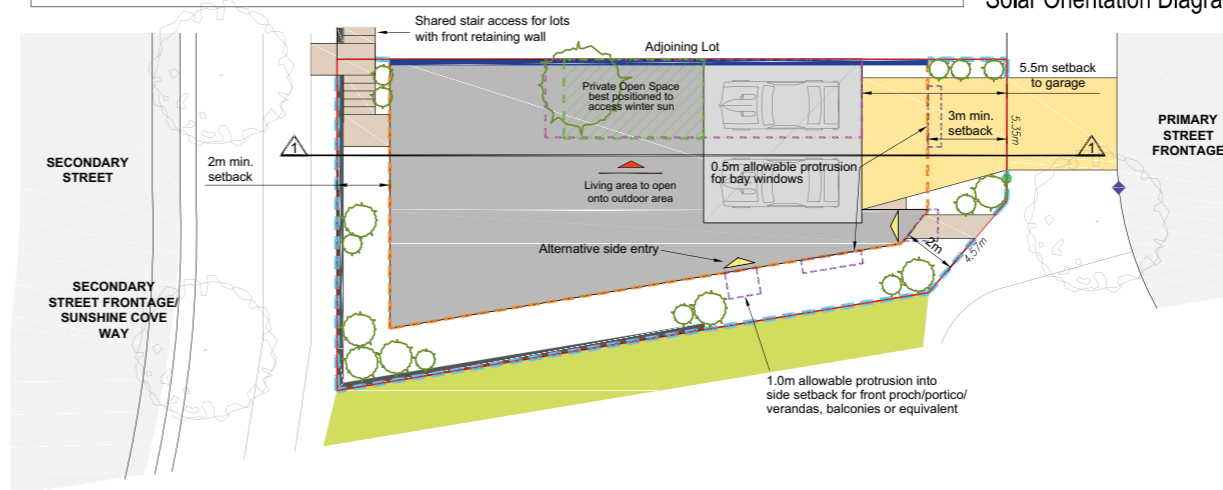 Solar Orientation Diagra
Shared stair access for lots
with front retaining wall
Adjoining Lot
5.5m setback
to garage
Private Open Space
best positioned to
access winter sun
3m min.
setback
5.35m
PRIMARY
STREET
FRONTAGE
SECONDARY
STREET
2m min.
setback
1
1
0.5m allowable protrusion
for bay windows
Living area to open
onto outdoor area
Alternative side entry
2m
4.57m
SECONDARY
STREET FRONTAGE/
SUNSHINE COVE
WAY
1.0m allowable protrusion into
side setback for front proch/portico/
verandas, balconies or equivalent